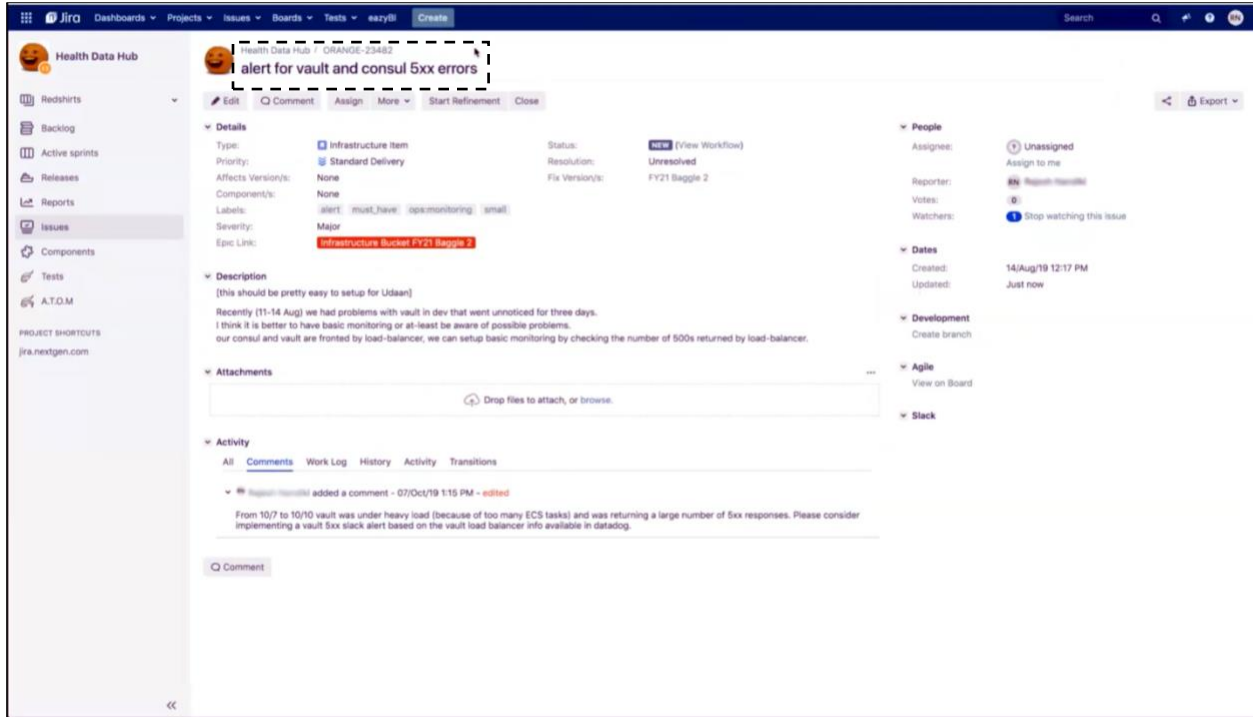 Jira Dashboards Projects Issues Boards Tests eazyBI Create Search RN
Health Data Hub
Redshirts
Backlog
Active sprints
Releases
Reports
Issues
Components
Tests
A.T.O.M
PROJECT SHORTCUTS
jira.nextgen.com
Health Data Hub / ORANGE-23482
alert for vault and consul 5xx errors
Edit Comment Assign More Start Refinement Close Export
Details
Type: Infrastructure Item Status: NEW (View Workflow)
Priority: Standard Delivery Resolution: Unresolved
Affects Version/s: None Fix Version/s: FY21 Baggle 2
Component/s: None
Labels: alert must_have ops:monitoring small
Severity: Major
Epic Link: Infrastructure Bucket FY21 Baggle 2
Description
[this should be pretty easy to setup for Udaan]
Recently (11-14 Aug) we had problems with vault in dev that went unnoticed for three days.
I think it is better to have basic monitoring or at-least be aware of possible problems.
our consul and vault are fronted by load-balancer, we can setup basic monitoring by checking the number of 500s returned by load-balancer.
Attachments
Drop files to attach, or browse.
Activity
All Comments Work Log History Activity Transitions
added a comment - 07/Oct/19 1:15 PM - edited
From 10/7 to 10/10 vault was under heavy load (because of too many ECS tasks) and was returning a large number of 5xx responses. Please consider
implementing a vault 5xx slack alert based on the vault load balancer info available in datadog.
Comment
People
Assignee: Unassigned
Assign to me
Reporter: RN
Votes: 0
Watchers: 1 Stop watching this issue
Dates
Created: 14/Aug/19 12:17 PM
Updated: Just now
Development
Create branch
Agile
View on Board
Slack